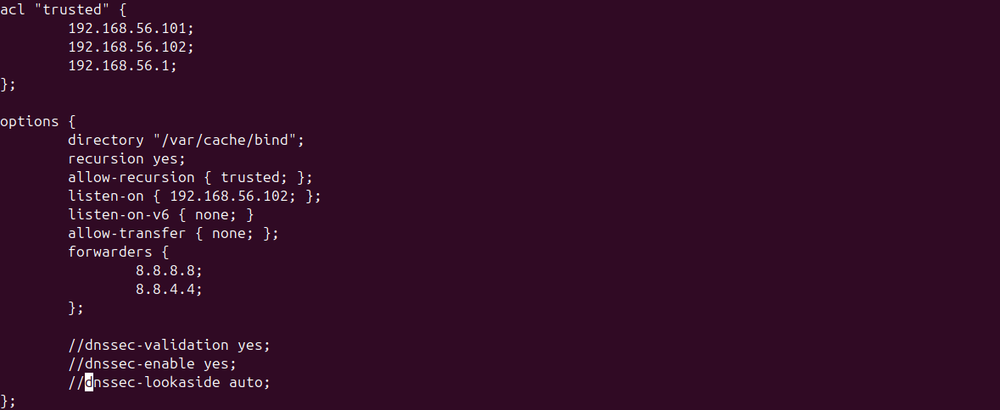 acl "trusted" {
        192.168.56.101;
        192.168.56.102;
        192.168.56.1;
};

options {
        directory "/var/cache/bind";
        recursion yes;
        allow-recursion { trusted; };
        listen-on { 192.168.56.102; };
        listen-on-v6 { none; }
        allow-transfer { none; };
        forwarders {
                8.8.8.8;
                8.8.4.4;
        };

        //dnssec-validation yes;
        //dnssec-enable yes;
        //dnssec-lookaside auto;
};